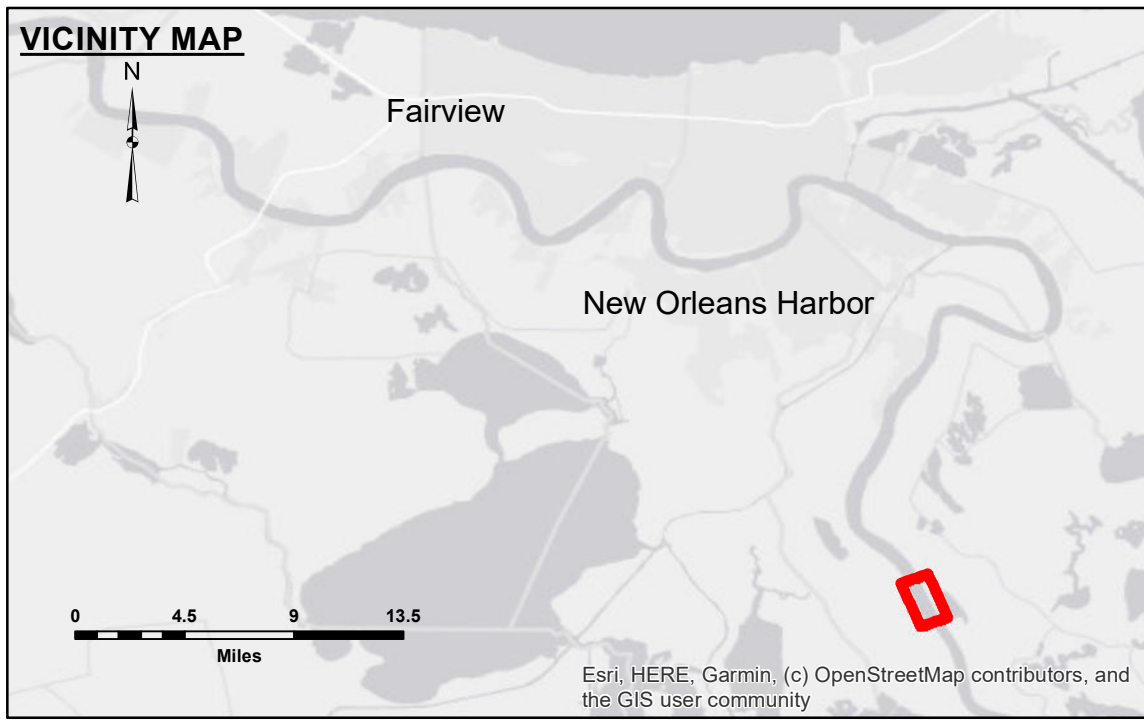 VICINITY MAP
N
Fairview
New Orleans Harbor
0 4.5 9 13.5
Miles
Esri, HERE, Garmin, (c) OpenStreetMap contributors, and
the GIS user community